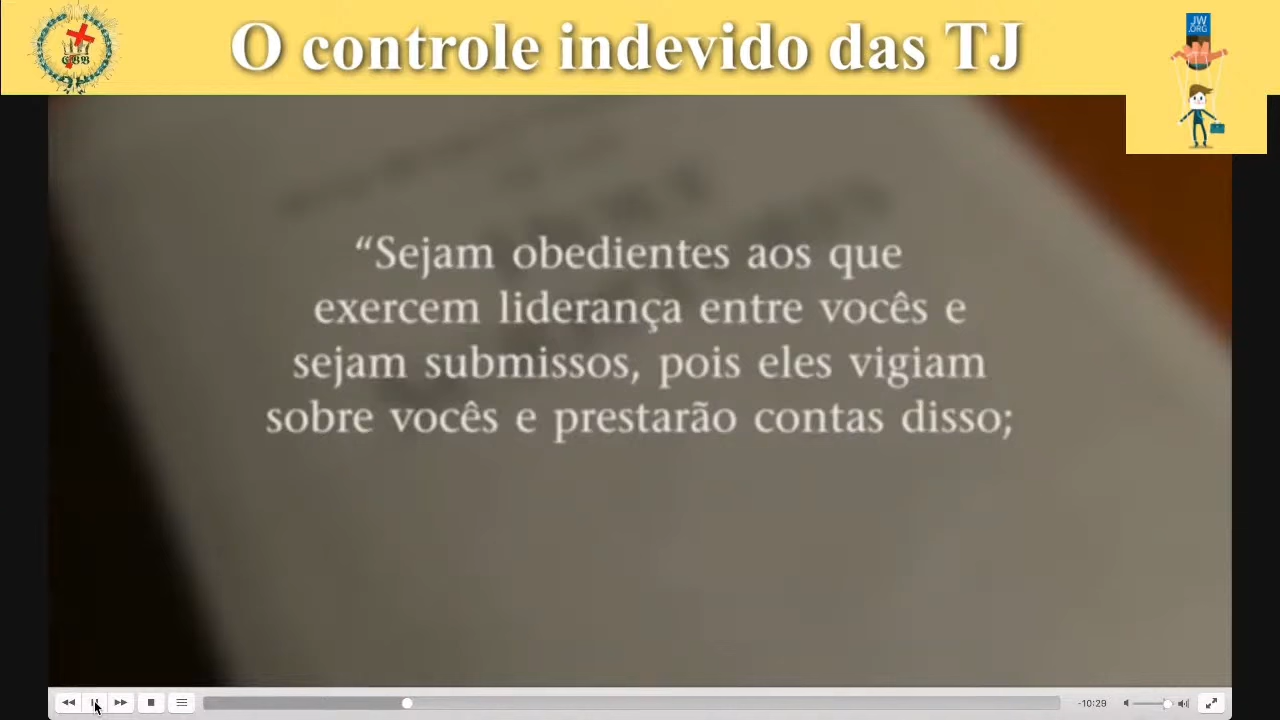 O controle indevido das TJ
JW
.ORG
“Sejam obedientes aos que
exercem liderança entre vocês e
sejam submissos, pois eles vigiam
sobre vocês e prestarão contas disso;
-10:29